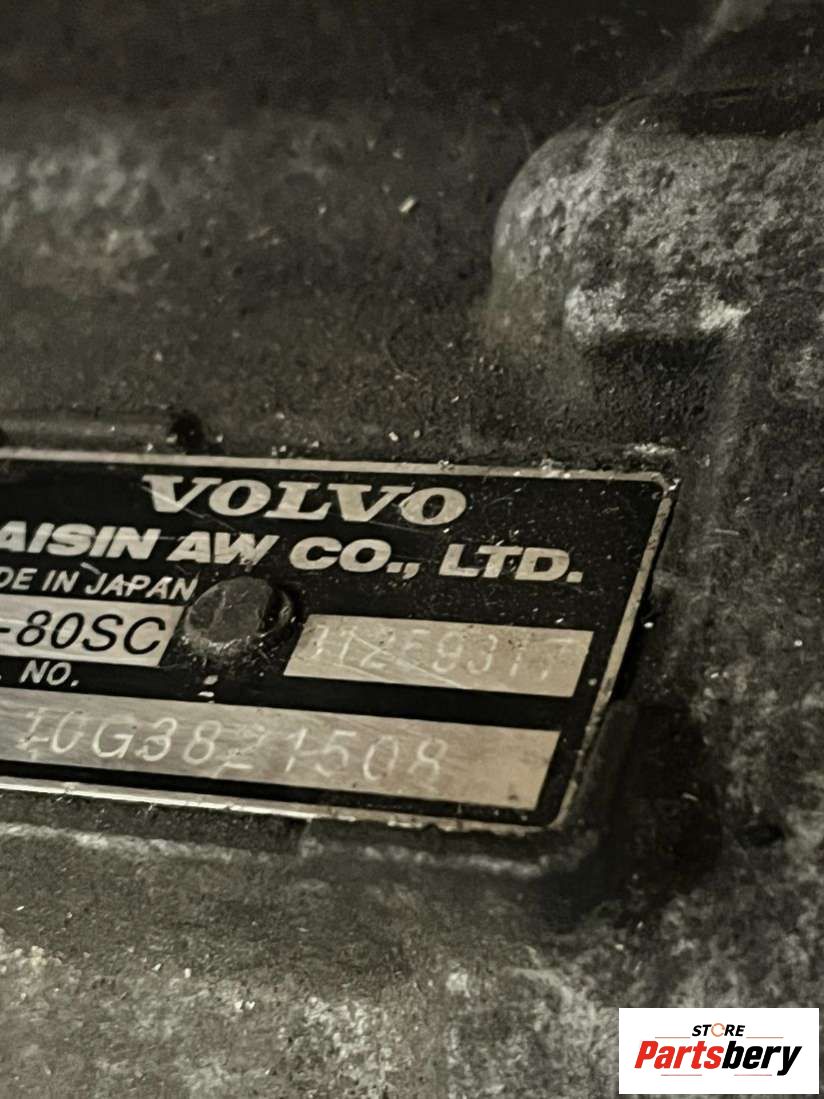 VOLVO
AISIN AW CO., LTD.
DE IN JAPAN
-80SC
. NO.
10G3821508
STORE
Partsbery